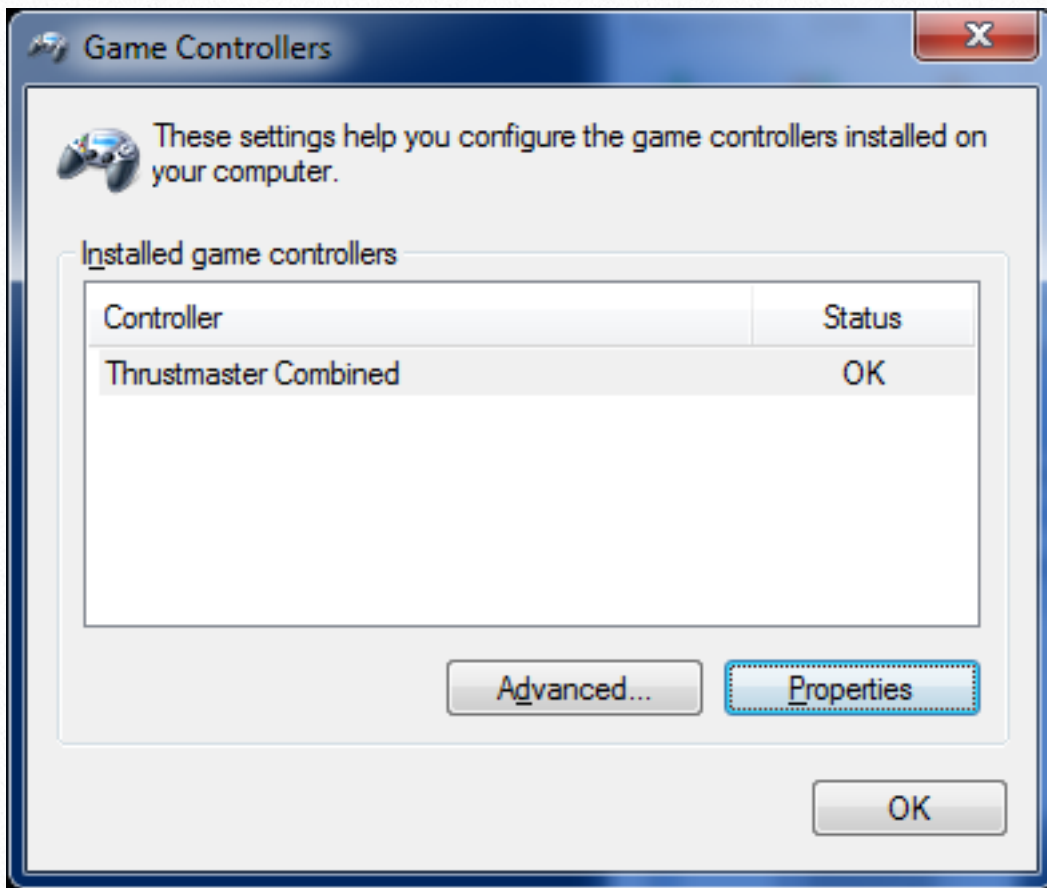 Game Controllers
These settings help you configure the game controllers installed on
your computer.
Installed game controllers
Controller Status
Thrustmaster Combined OK
Advanced... Properties
OK